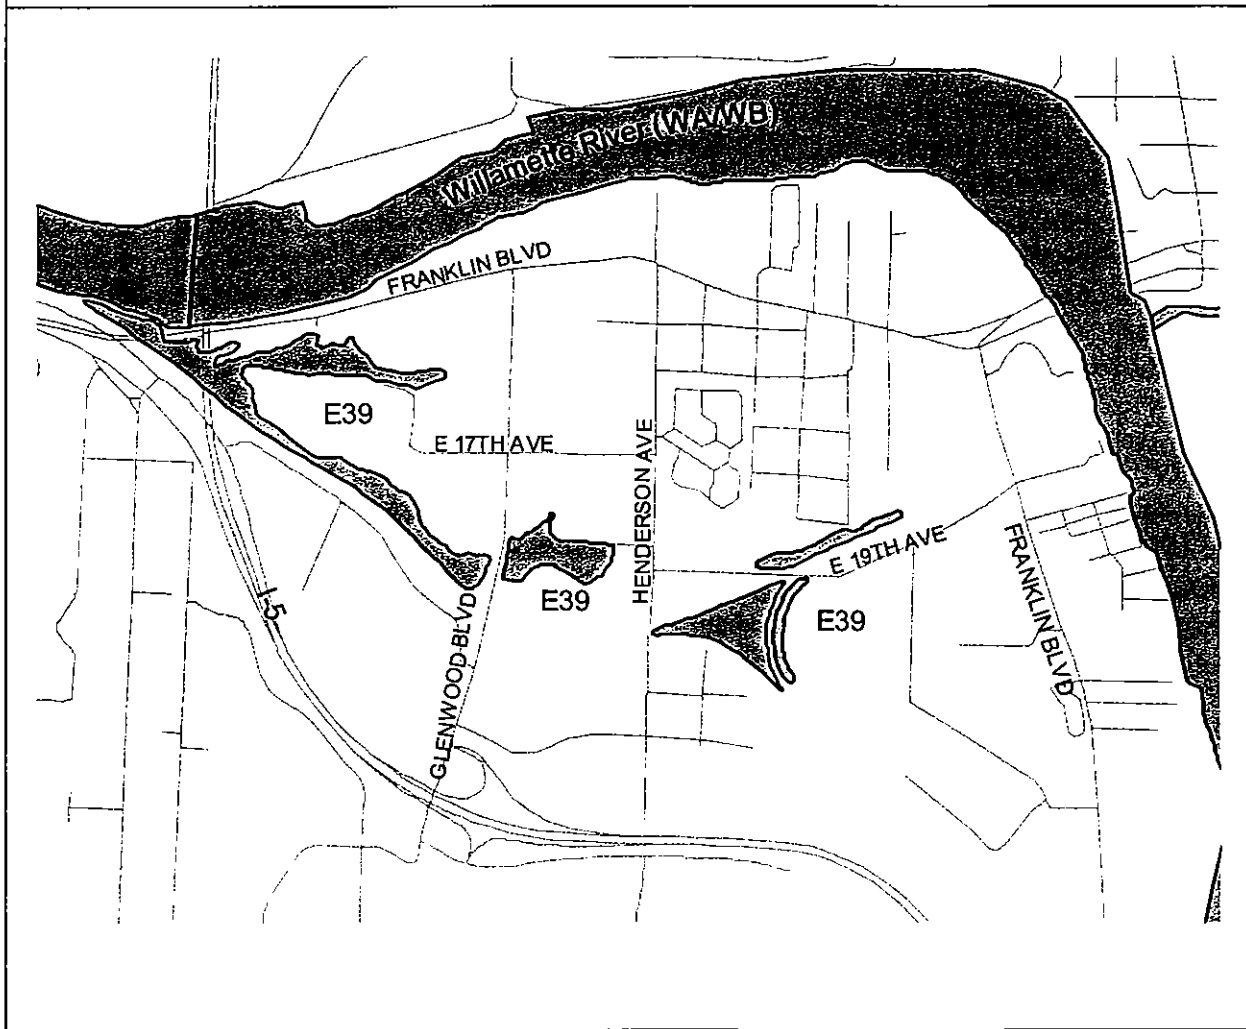 Willamette River (WA/WB)
FRANKLIN BLVD
E39
E 17TH AVE
HENDERSON AVE
E 19TH AVE
FRANKLIN BLVD
I-5
E39
E39
GLENWOOD BLVD